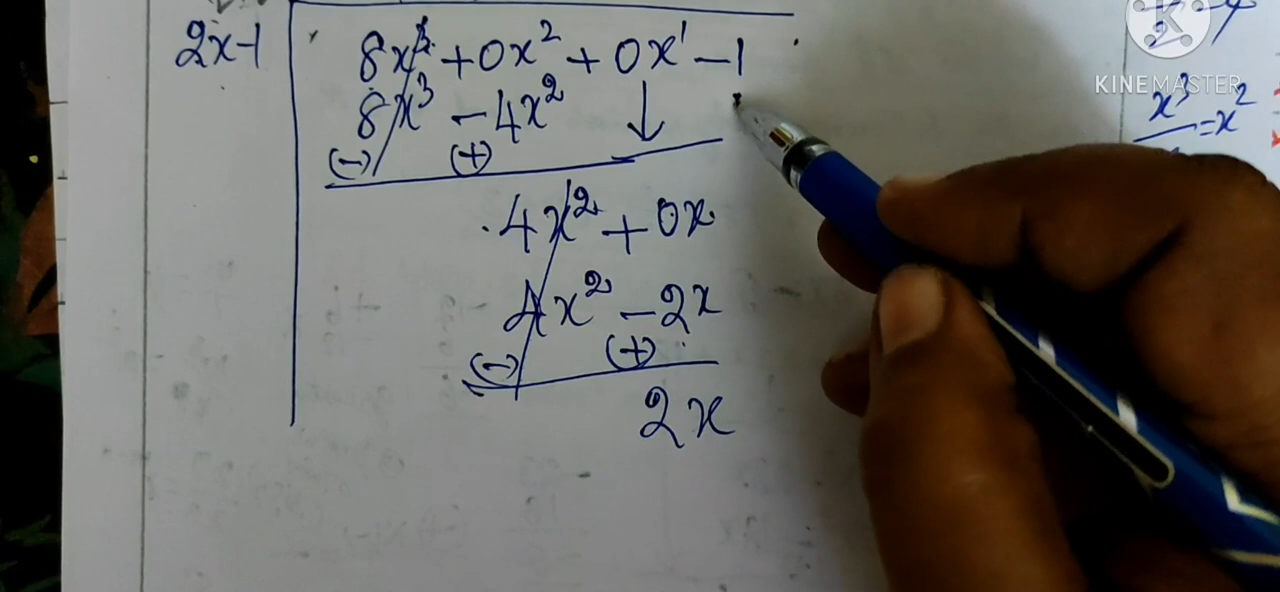 2x-1 8x³ + 0x² + 0x¹ - 1
8x³ - 4x²
(-) (+)
4x² + 0x
4x² - 2x
(-) (+)
2x
K
KINEMASTER
x³
= x²